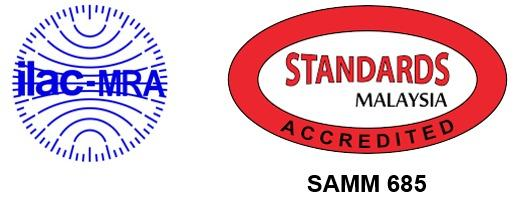 ilac-MRA
STANDARDS
MALAYSIA
ACCREDITED
SAMM 685